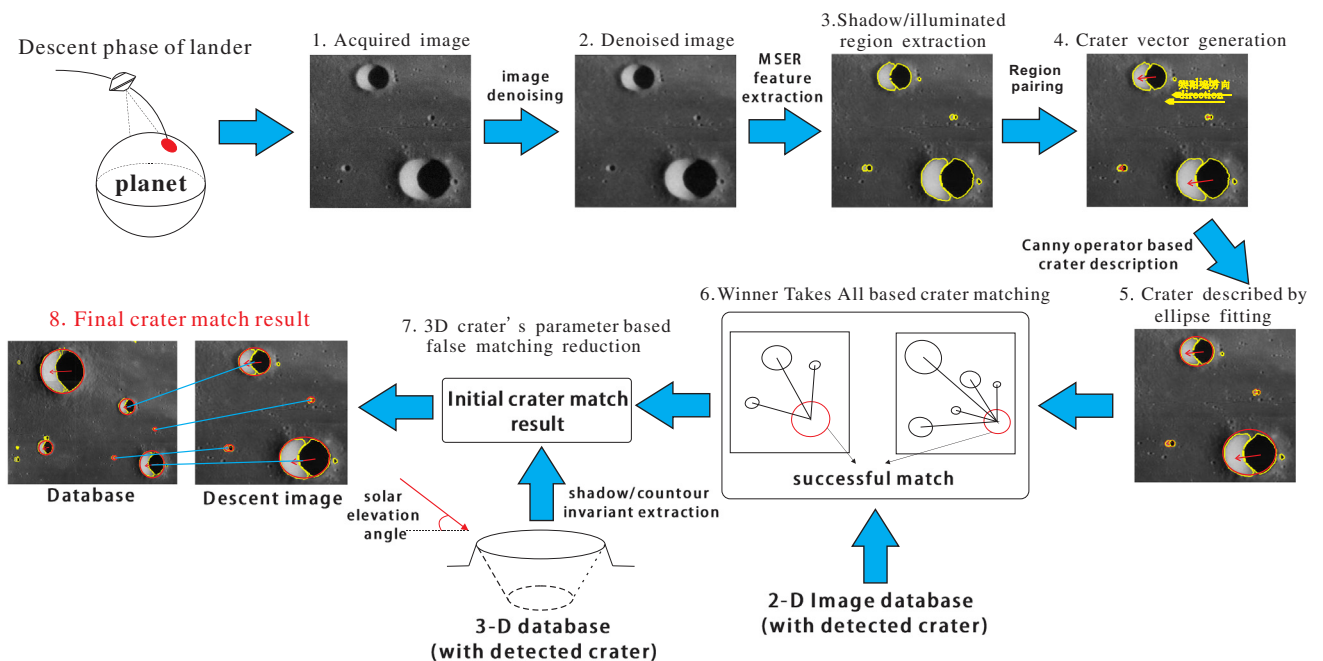 Descent phase of lander
planet
1. Acquired image
image
denoising
2. Denoised image
MSER
feature
extraction
3.Shadow/illuminated
region extraction
Region
pairing
4. Crater vector generation
direction
Canny operator based
crater description
5. Crater described by
ellipse fitting
6.Winner Takes All based crater matching
successful match
2-D Image database
(with detected crater)
7. 3D crater's parameter based
false matching reduction
Initial crater match
result
shadow/countour
invariant extraction
solar
elevation
angle
3-D database
(with detected crater)
8. Final crater match result
Database
Descent image